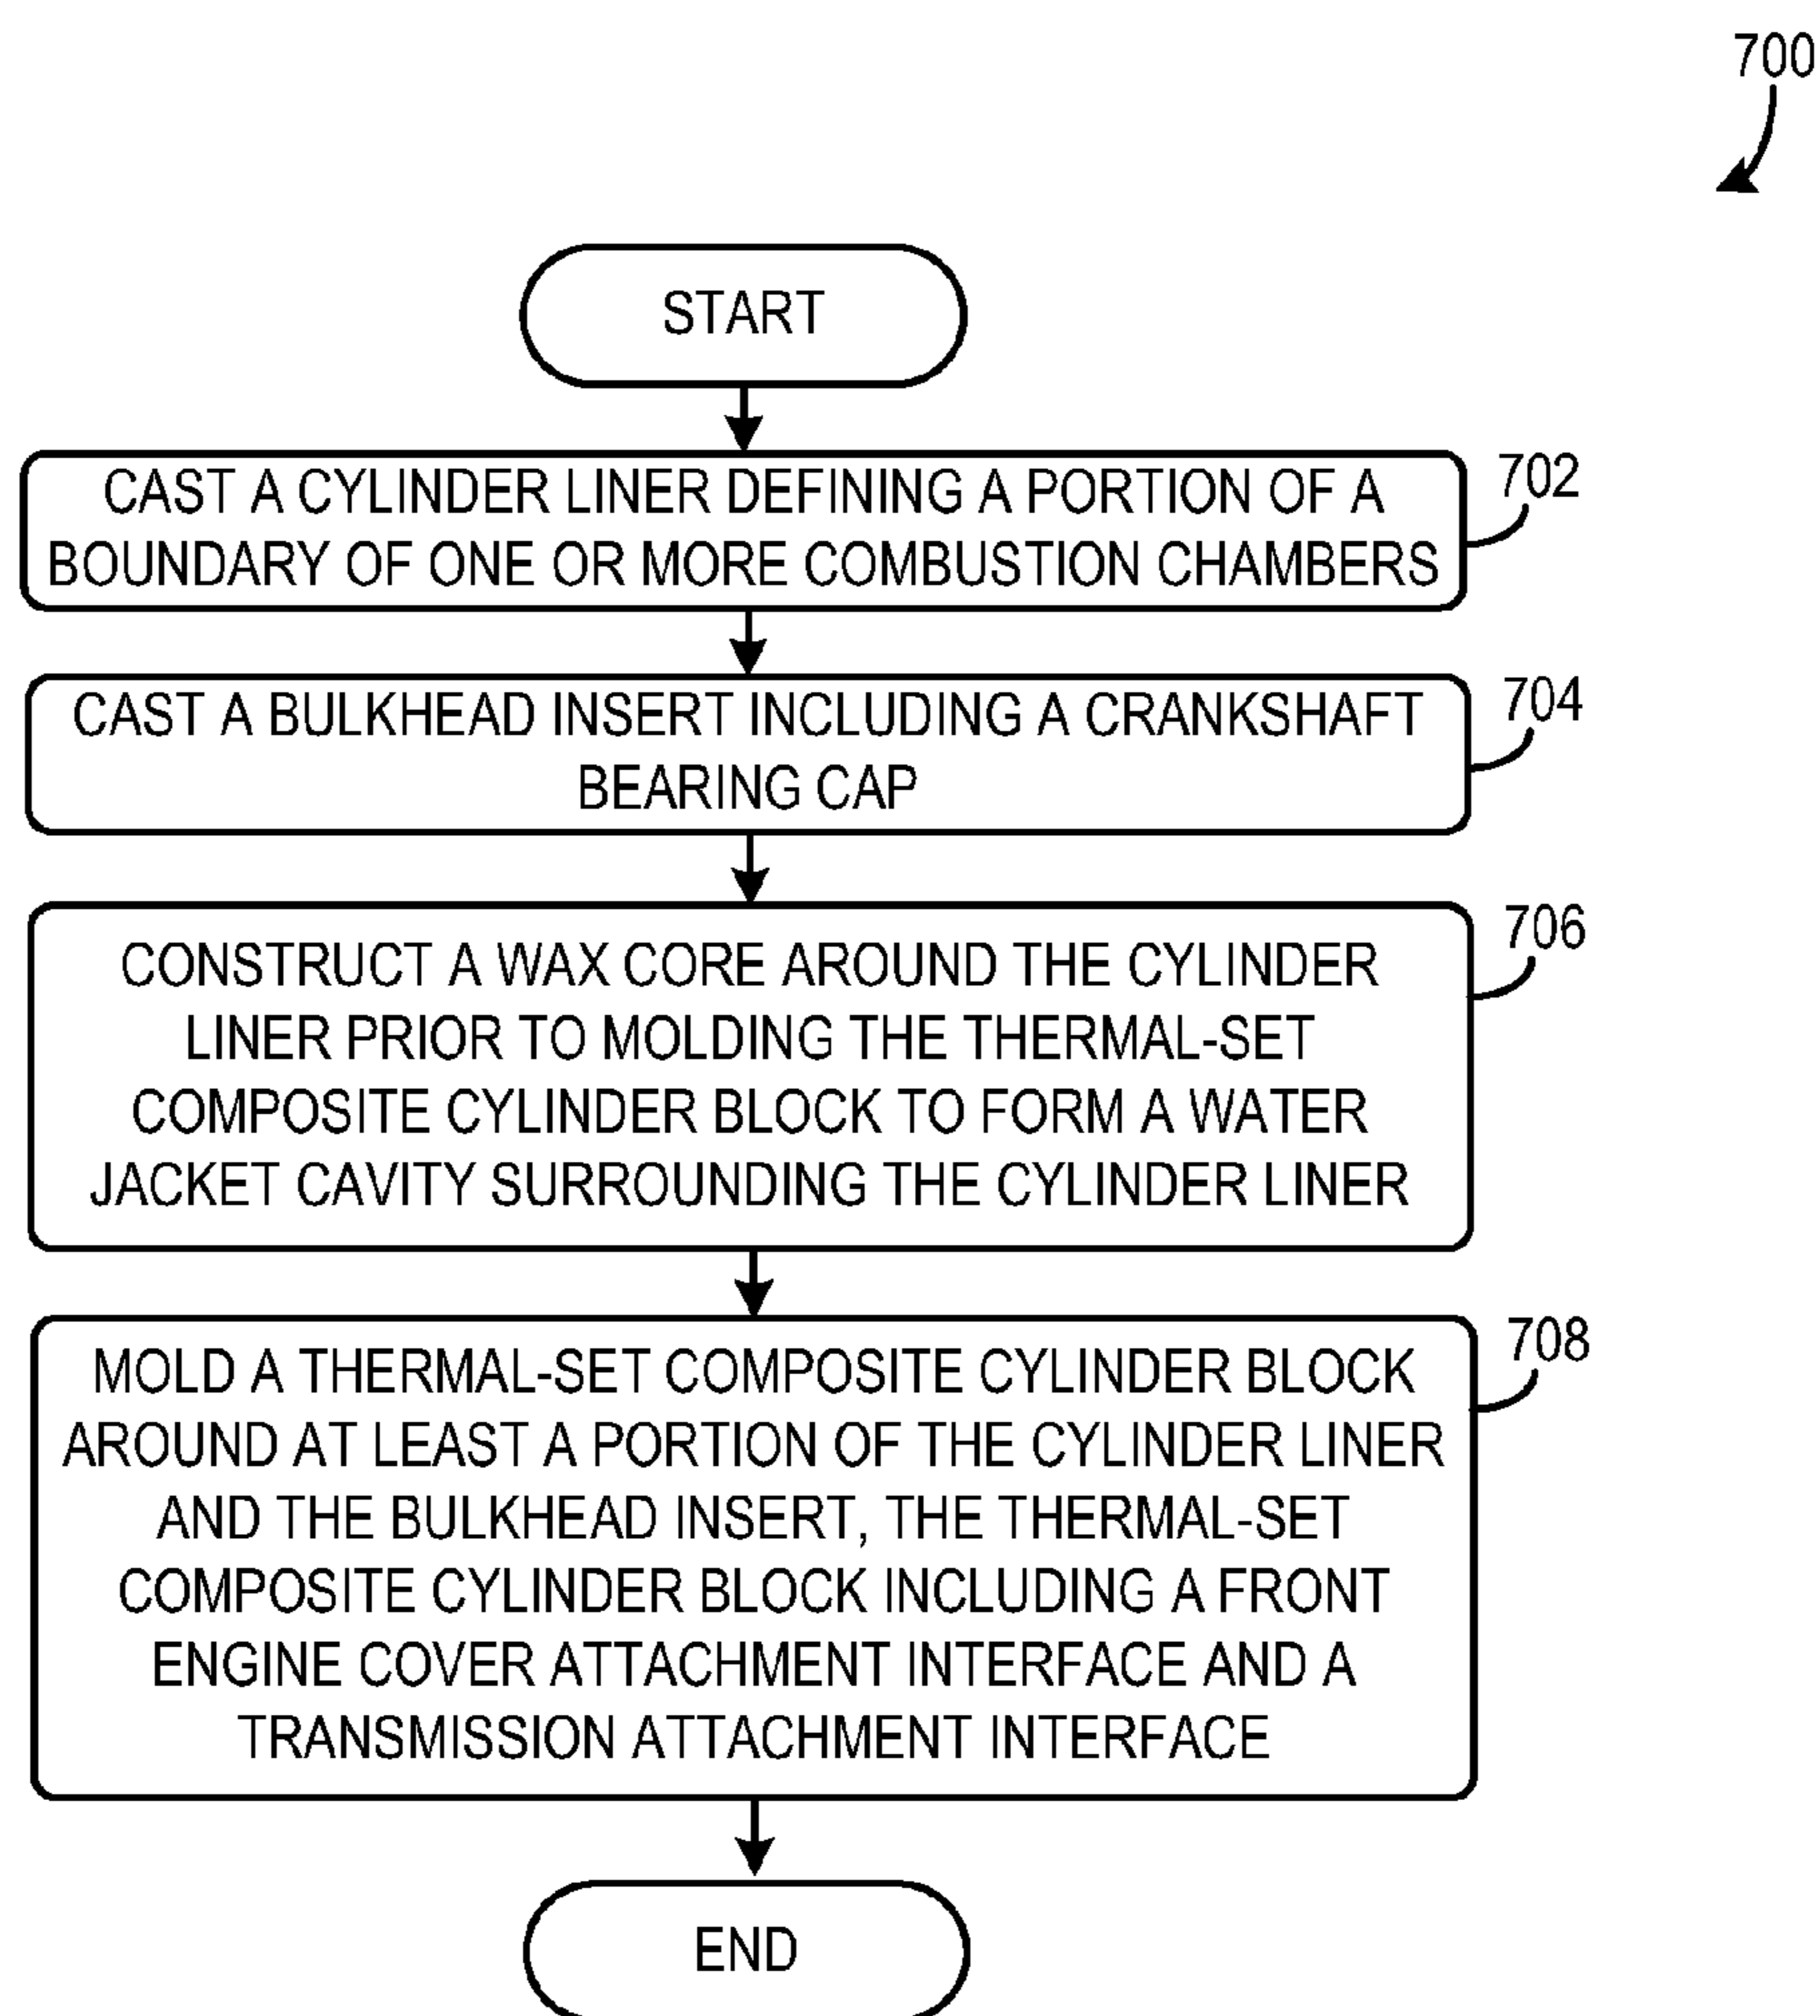 700
START
CAST A CYLINDER LINER DEFINING A PORTION OF A
BOUNDARY OF ONE OR MORE COMBUSTION CHAMBERS
702
CAST A BULKHEAD INSERT INCLUDING A CRANKSHAFT
BEARING CAP
704
CONSTRUCT A WAX CORE AROUND THE CYLINDER
LINER PRIOR TO MOLDING THE THERMAL-SET
COMPOSITE CYLINDER BLOCK TO FORM A WATER
JACKET CAVITY SURROUNDING THE CYLINDER LINER
706
MOLD A THERMAL-SET COMPOSITE CYLINDER BLOCK
AROUND AT LEAST A PORTION OF THE CYLINDER LINER
AND THE BULKHEAD INSERT, THE THERMAL-SET
COMPOSITE CYLINDER BLOCK INCLUDING A FRONT
ENGINE COVER ATTACHMENT INTERFACE AND A
TRANSMISSION ATTACHMENT INTERFACE
708
END